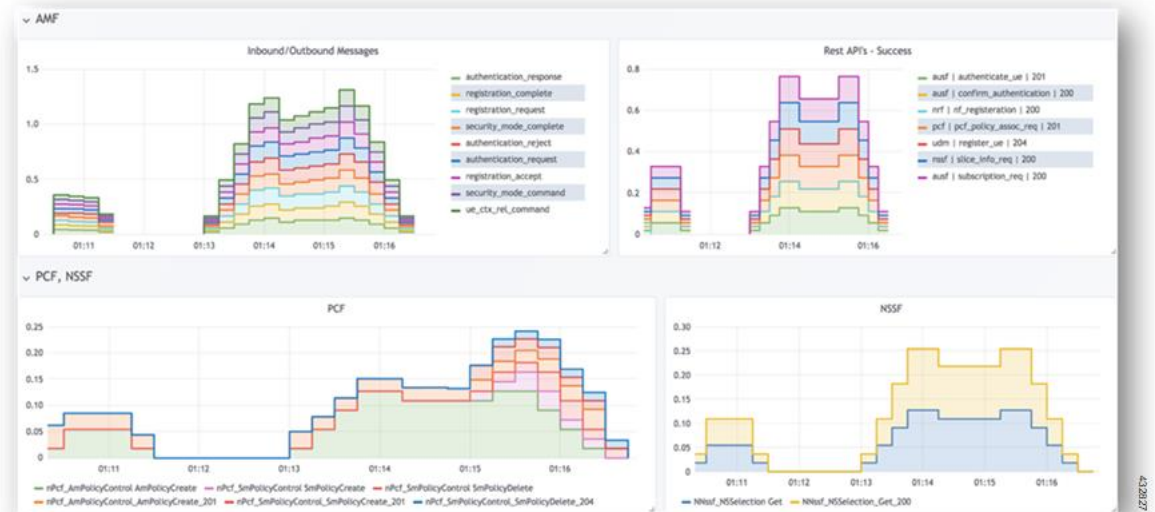 AMF
Inbound/Outbound Messages
1.5
1.0
0.5
0
01:11 01:12 01:13 01:14 01:15 01:16
authentication_response
registration_complete
registration_request
security_mode_complete
authentication_reject
authentication_request
registration_accept
security_mode_command
ue_ctx_rel_command
Rest API's - Success
0.8
0.6
0.4
0.2
0
01:12 01:14 01:16
ausf | authenticate_ue | 201
ausf | confirm_authentication | 200
nrf | nf_registeration | 200
pcf | pcf_policy_assoc_req | 201
udm | register_ue | 204
nssf | slice_info_req | 200
ausf | subscription_req | 200
PCF, NSSF
PCF
0.25
0.20
0.15
0.10
0.05
0
01:11 01:12 01:13 01:14 01:15 01:16
nPcf_AmPolicyControl AmPolicyCreate nPcf_SmPolicyControl SmPolicyCreate nPcf_SmPolicyControl SmPolicyDelete
nPcf_AmPolicyControl_AmPolicyCreate_201 nPcf_SmPolicyControl_SmPolicyCreate_201 nPcf_SmPolicyControl_SmPolicyDelete_204
NSSF
0.30
0.25
0.20
0.15
0.10
0.05
0
01:11 01:12 01:13 01:14 01:15 01:16
NNssf_NSSelection Get NNssf_NSSelection_Get_200
432827